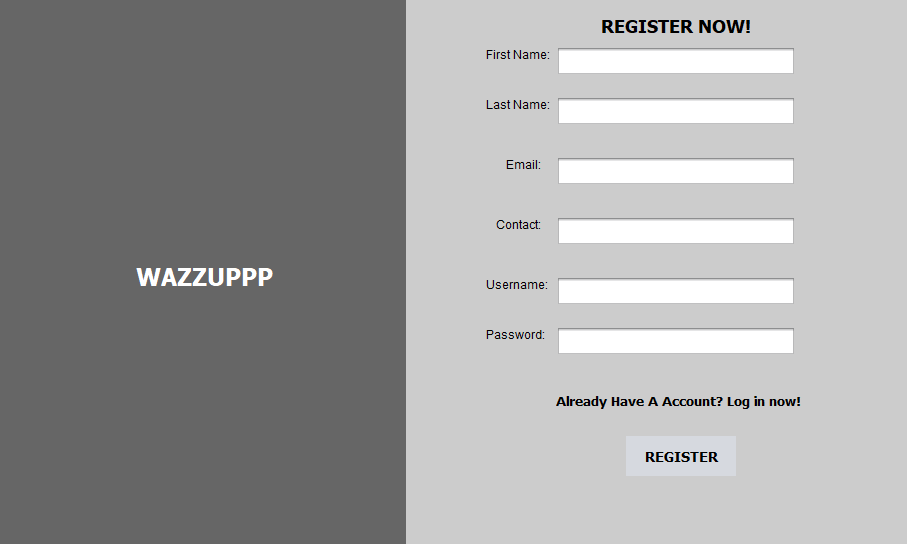 WAZZUPPP
REGISTER NOW!
First Name:
Last Name:
Email:
Contact:
Username:
Password:
Already Have A Account? Log in now!
REGISTER